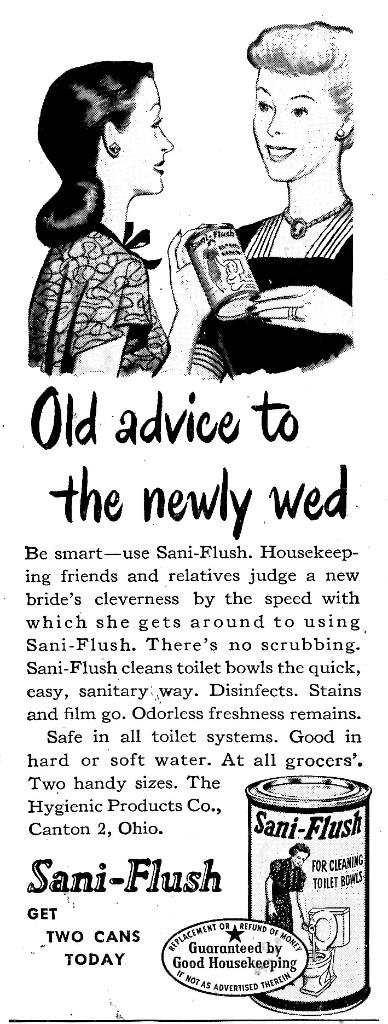 Sani-Flush
Old advice to
the newly wed
Be smart—use Sani-Flush. Housekeep-
ing friends and relatives judge a new
bride's cleverness by the speed with
which she gets around to using
Sani-Flush. There's no scrubbing.
Sani-Flush cleans toilet bowls the quick,
easy, sanitary way. Disinfects. Stains
and film go. Odorless freshness remains.
Safe in all toilet systems. Good in
hard or soft water. At all grocers'.
Two handy sizes. The
Hygienic Products Co.,
Canton 2, Ohio.
Sani-Flush
GET
TWO CANS
TODAY
Sani-Flush
FOR CLEANING
TOILET BOWLS
REPLACEMENT OR REFUND OF MONEY
Guaranteed by
Good Housekeeping
IF NOT AS ADVERTISED THEREIN